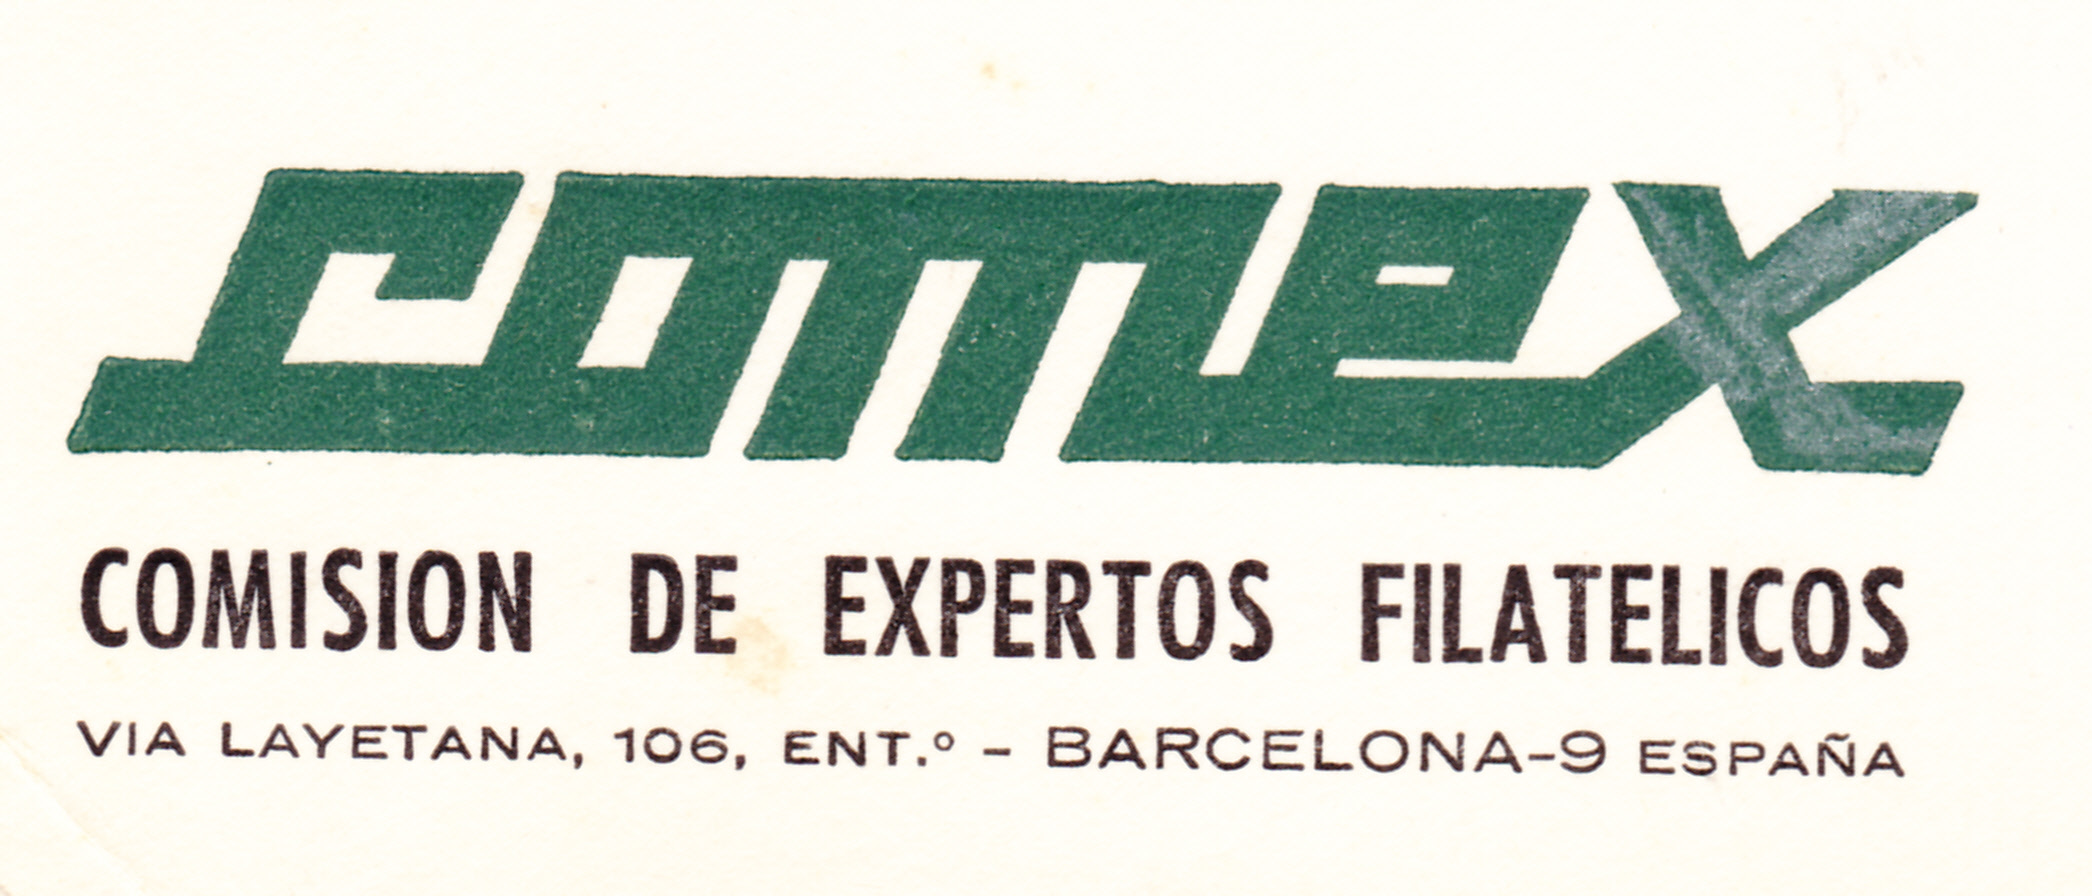 comex
COMISION DE EXPERTOS FILATELICOS
VIA LAYETANA, 106, ENT.º - BARCELONA-9 ESPAÑA